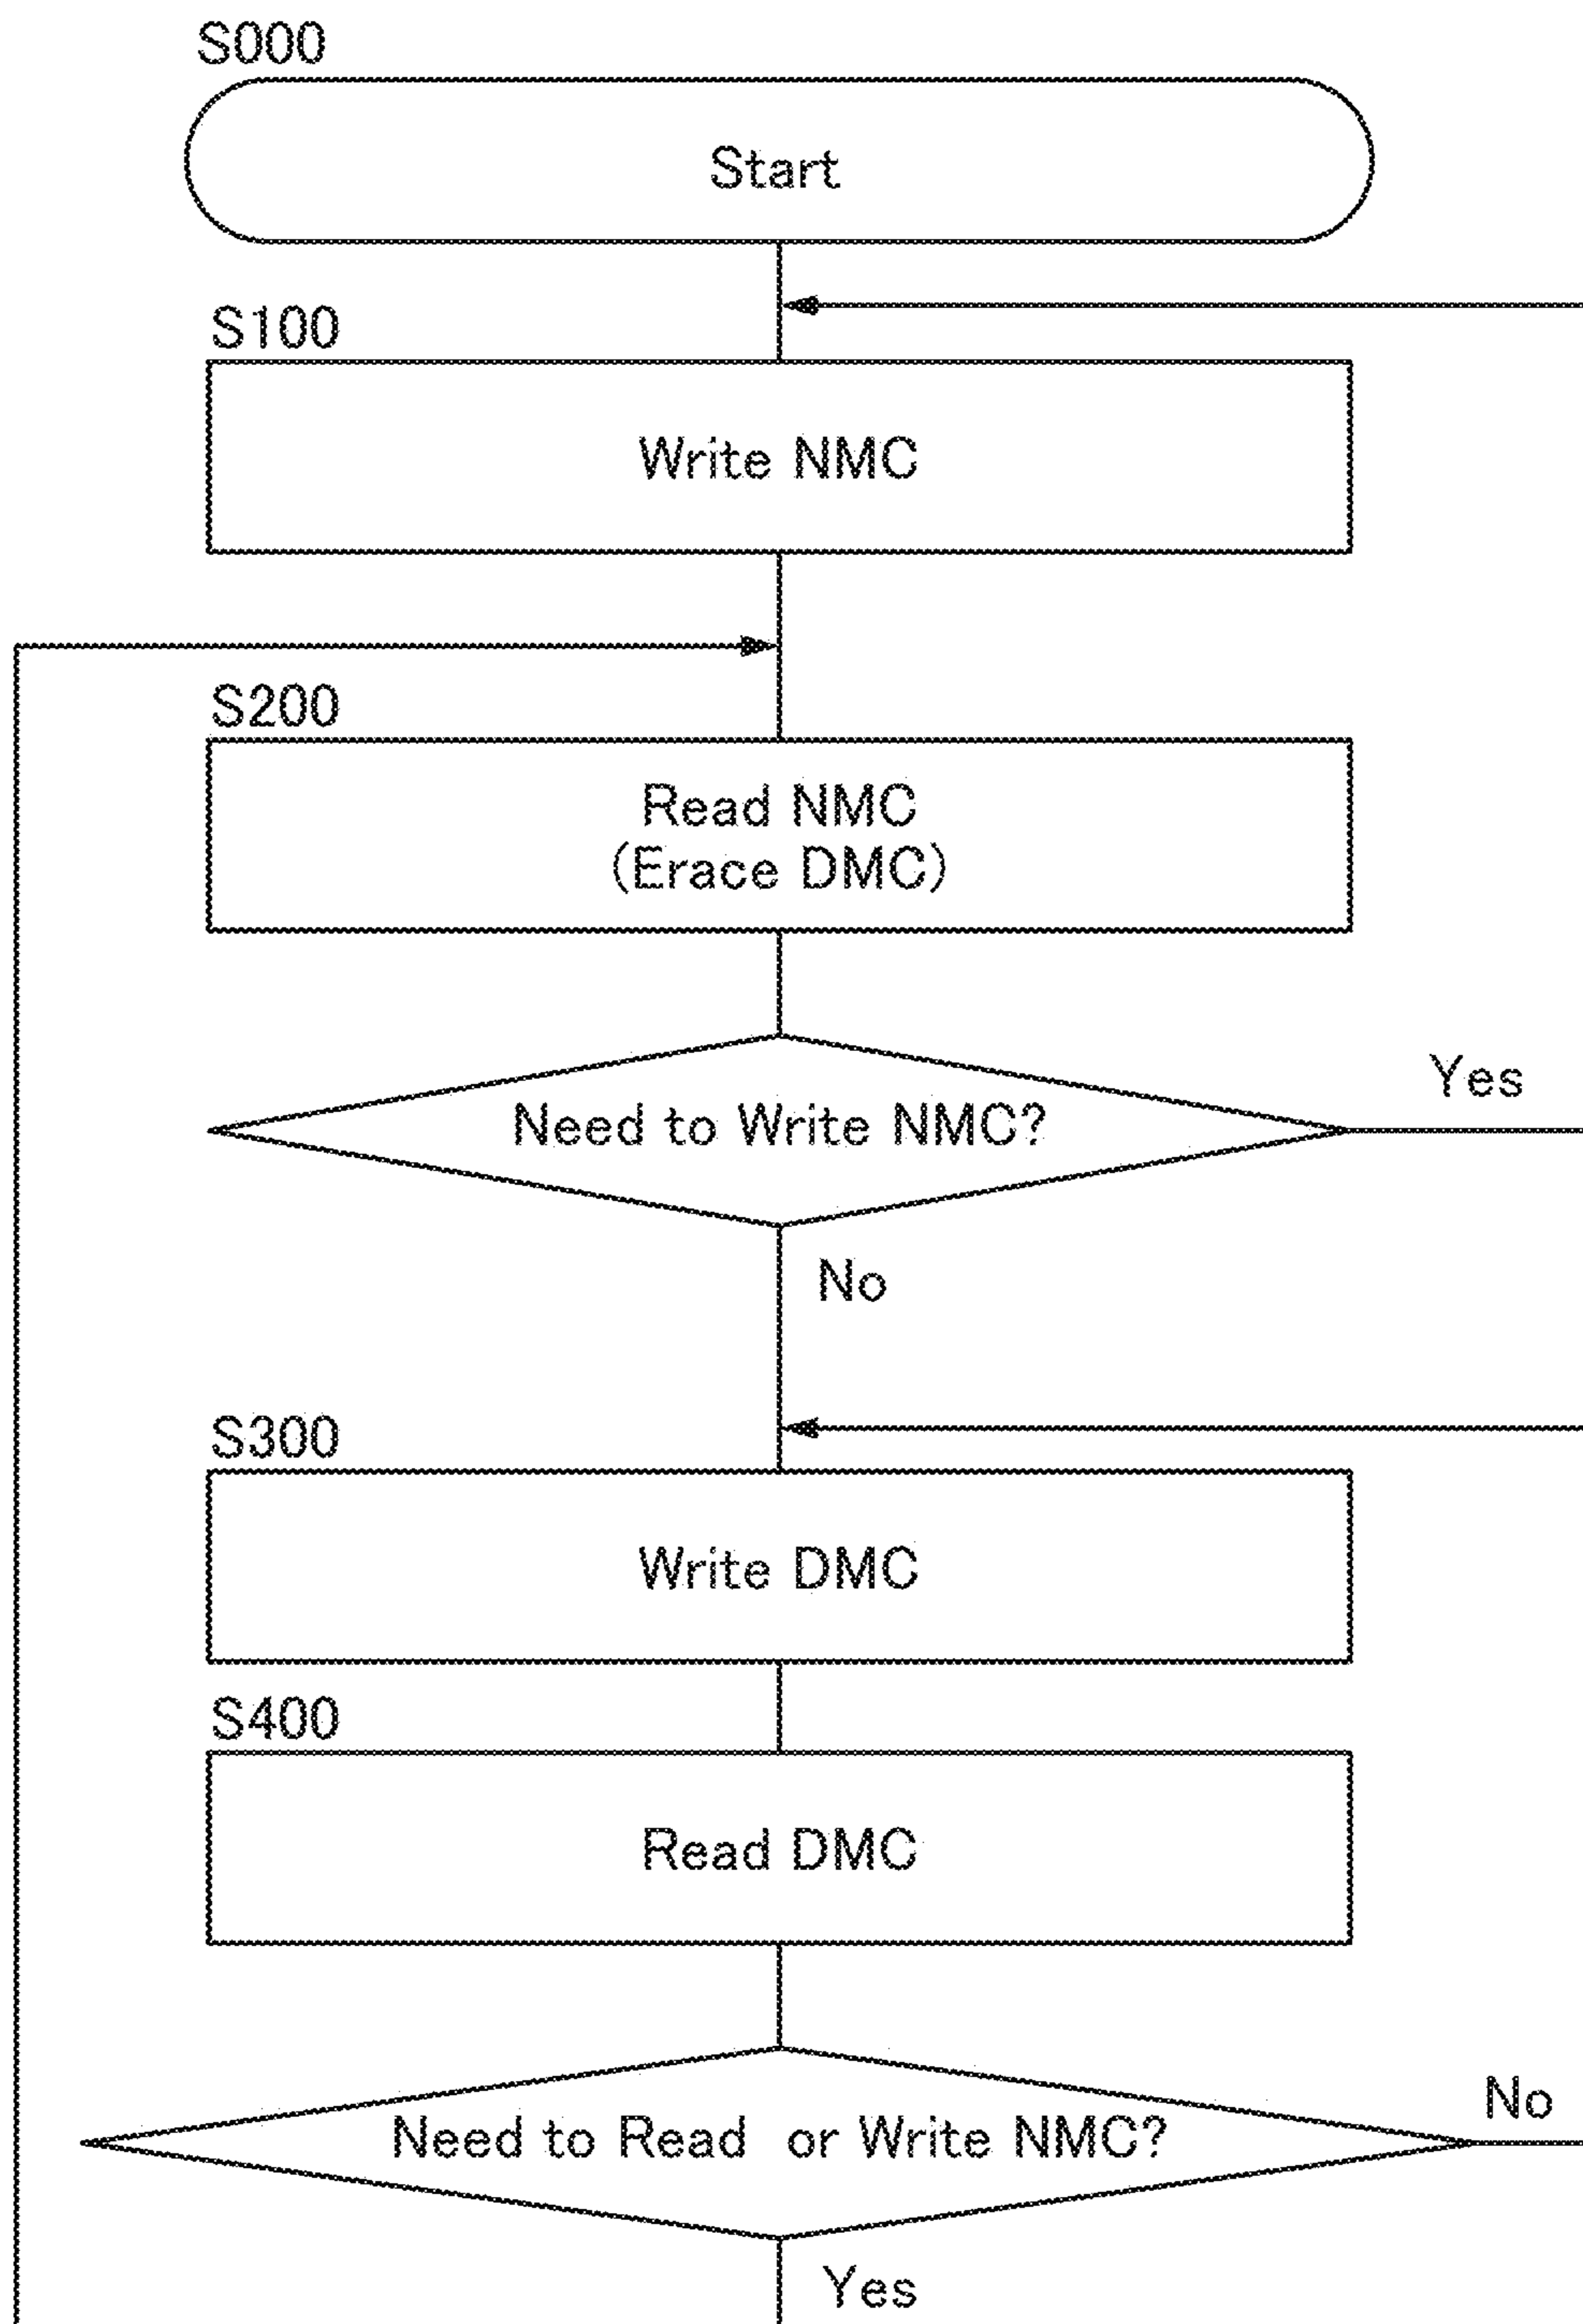 S000
Start
S100
Write NMC
S200
Read NMC
(Erace DMC)
Need to Write NMC?
Yes
No
S300
Write DMC
S400
Read DMC
Need to Read or Write NMC?
No
Yes